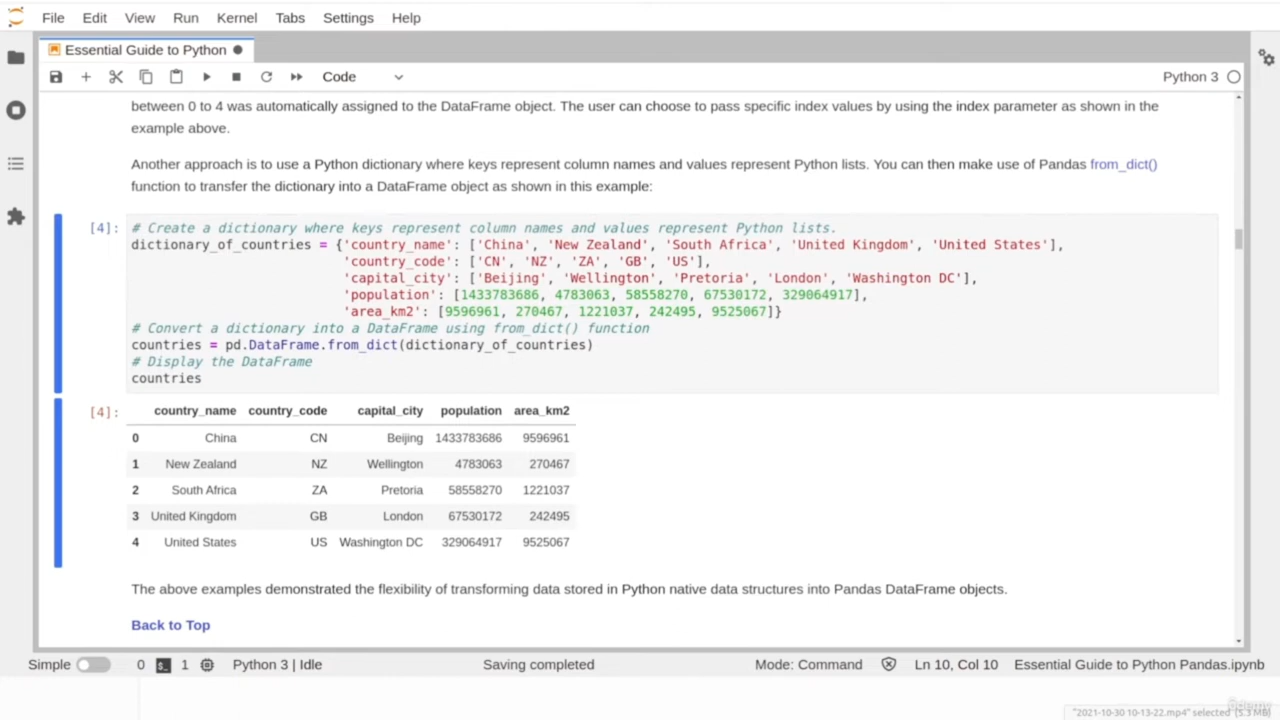 File Edit View Run Kernel Tabs Settings Help
Essential Guide to Python
Code
Python 3
between 0 to 4 was automatically assigned to the DataFrame object. The user can choose to pass specific index values by using the index parameter as shown in the
example above.
Another approach is to use a Python dictionary where keys represent column names and values represent Python lists. You can then make use of Pandas from_dict()
function to transfer the dictionary into a DataFrame object as shown in this example:
[4]: # Create a dictionary where keys represent column names and values represent Python lists.
dictionary_of_countries = {'country_name': ['China', 'New Zealand', 'South Africa', 'United Kingdom', 'United States'],
'country_code': ['CN', 'NZ', 'ZA', 'GB', 'US'],
'capital_city': ['Beijing', 'Wellington', 'Pretoria', 'London', 'Washington DC'],
'population': [1433783686, 4783063, 58558270, 67530172, 329064917],
'area_km2': [9596961, 270467, 1221037, 242495, 9525067]}
# Convert a dictionary into a DataFrame using from_dict() function
countries = pd.DataFrame.from_dict(dictionary_of_countries)
# Display the DataFrame
countries
[4]: country_name country_code capital_city population area_km2
0 China CN Beijing 1433783686 9596961
1 New Zealand NZ Wellington 4783063 270467
2 South Africa ZA Pretoria 58558270 1221037
3 United Kingdom GB London 67530172 242495
4 United States US Washington DC 329064917 9525067
The above examples demonstrated the flexibility of transforming data stored in Python native data structures into Pandas DataFrame objects.
Back to Top
Simple 0 1 Python 3 | Idle Saving completed Mode: Command Ln 10, Col 10 Essential Guide to Python Pandas.ipynb
"2021-10-30 10-13-22.mp4" selected (5.3 MB)